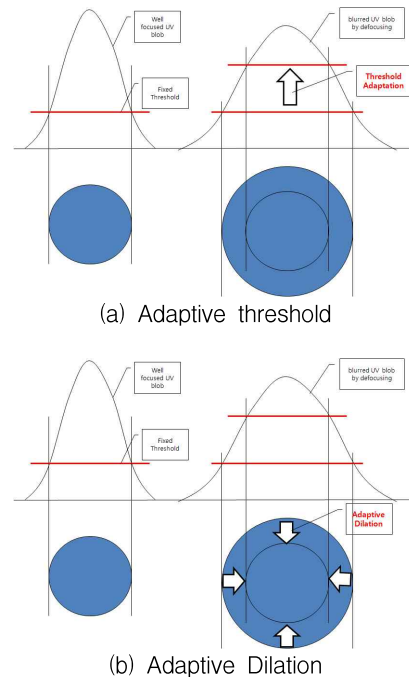 Well
focused UV
blob
Fixed
Threshold
blurred UV blob
by defocusing
Threshold
Adaptation
(a) Adaptive threshold
Well
focused UV
blob
Fixed
Threshold
blurred UV blob
by defocusing
Adaptive
Dilation
(b) Adaptive Dilation